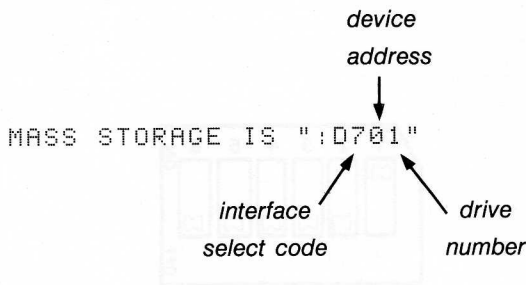 device
address
MASS STORAGE IS ":D701"
interface
select code
drive
number